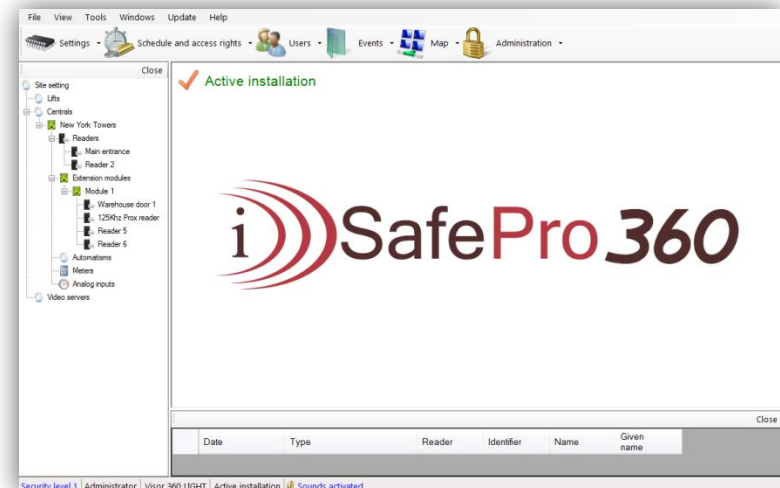 File View Tools Windows Update Help
Settings Schedule and access rights Users Events Map Administration
Close
Site setting
Lifts
Centrals
New York Towers
Readers
Main entrance
Reader 2
Extension modules
Module 1
Warehouse door 1
125Khz Prox reader
Reader 5
Reader 6
Automatisms
Meters
Analog inputs
Video servers
Active installation
i)))SafePro 360
Close
Date Type Reader Identifier Name Given name
Security level 1 Administrator Visor 360 LIGHT Active installation Sounds activated